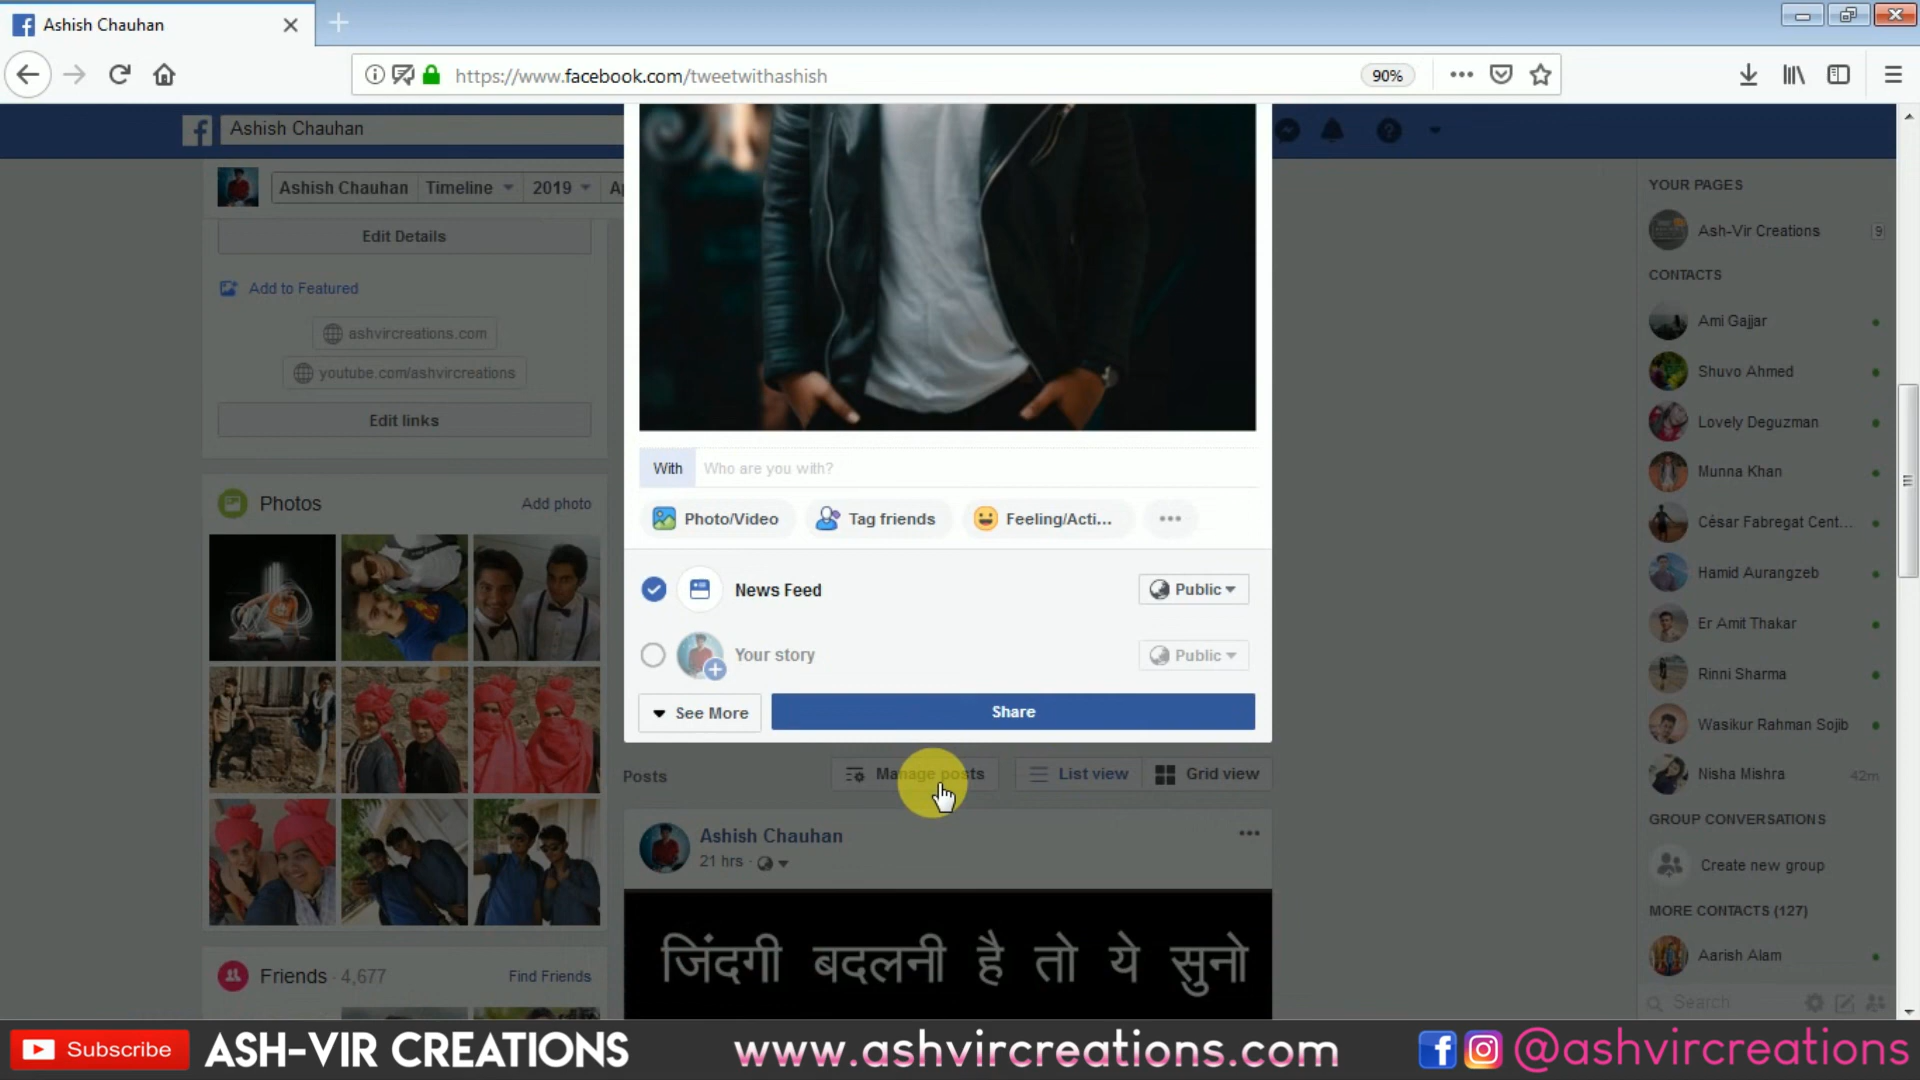 Ashish Chauhan
https://www.facebook.com/tweetwithashish
90%
Ashish Chauhan
Ashish Chauhan
Timeline
2019
Edit Details
Add to Featured
ashvircreations.com
youtube.com/ashvircreations
Edit links
Photos
Add photo
Friends · 4,677
Find Friends
With
Who are you with?
Photo/Video
Tag friends
Feeling/Acti...
News Feed
Public
Your story
Public
See More
Share
Posts
Manage posts
List view
Grid view
Ashish Chauhan
21 hrs ·
जिंदगी बदलनी है तो ये सुनो
YOUR PAGES
Ash-Vir Creations
9
CONTACTS
Ami Gajjar
Shuvo Ahmed
Lovely Deguzman
Munna Khan
César Fabregat Cent...
Hamid Aurangzeb
Er Amit Thakar
Rinni Sharma
Wasikur Rahman Sojib
Nisha Mishra
42m
GROUP CONVERSATIONS
Create new group
MORE CONTACTS (127)
Aarish Alam
Search
Subscribe
ASH-VIR CREATIONS
www.ashvircreations.com
@ashvircreations